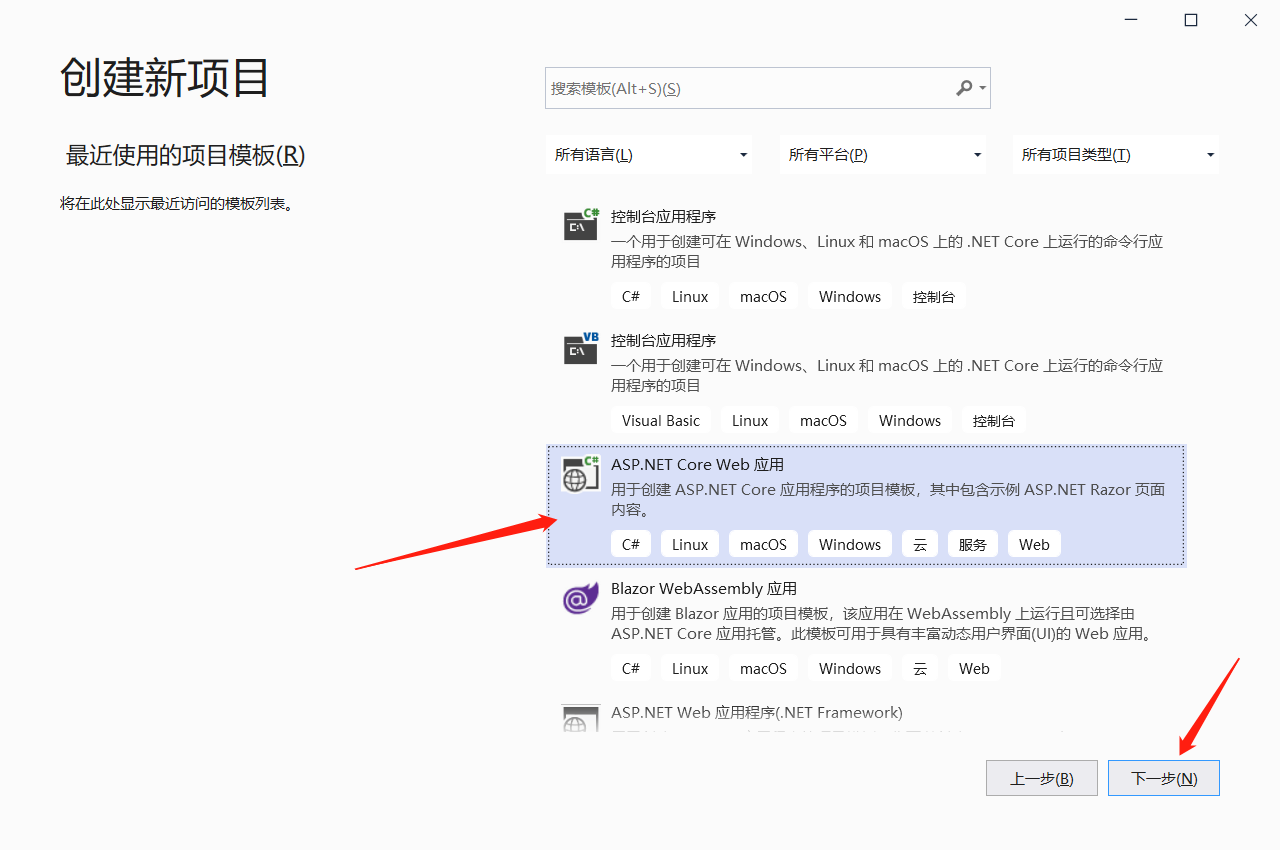 创建新项目
最近使用的项目模板(R)
将在此处显示最近访问的模板列表。
搜索模板(Alt+S)(S)
所有语言(L) 所有平台(P) 所有项目类型(T)
C#
控制台应用程序
一个用于创建可在 Windows、Linux 和 macOS 上的 .NET Core 上运行的命令行应
用程序的项目
C# Linux macOS Windows 控制台
VB
控制台应用程序
一个用于创建可在 Windows、Linux 和 macOS 上的 .NET Core 上运行的命令行应
用程序的项目
Visual Basic Linux macOS Windows 控制台
C#
ASP.NET Core Web 应用
用于创建 ASP.NET Core 应用程序的项目模板，其中包含示例 ASP.NET Razor 页面
内容。
C# Linux macOS Windows 云 服务 Web
Blazor WebAssembly 应用
用于创建 Blazor 应用的项目模板，该应用在 WebAssembly 上运行且可选择由
ASP.NET Core 应用托管。此模板可用于具有丰富动态用户界面(UI)的 Web 应用。
C# Linux macOS Windows 云 Web
ASP.NET Web 应用程序(.NET Framework)
上一步(B) 下一步(N)